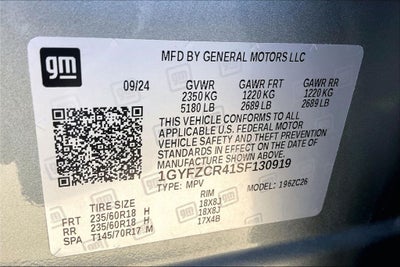 gm
MFD BY GENERAL MOTORS LLC
09/24 GVWR GAWR FRT GAWR RR
2350 KG 1220 KG 1220 KG
5180 LB 2689 LB 2689 LB
THIS VEHICLE CONFORMS TO ALL
APPLICABLE U.S. FEDERAL MOTOR
VEHICLE SAFETY AND THEFT PREVENTION
STANDARDS IN EFFECT ON THE DATE OF
MANUFACTURE SHOWN ABOVE.
1GYFZCR41SF130919
TYPE: MPV MODEL: 196ZC26
TIRE SIZE RIM
FRT 235/60R18 H 18X8J
RR 235/60R18 H 18X8J
SPA T145/70R17 M 17X4B